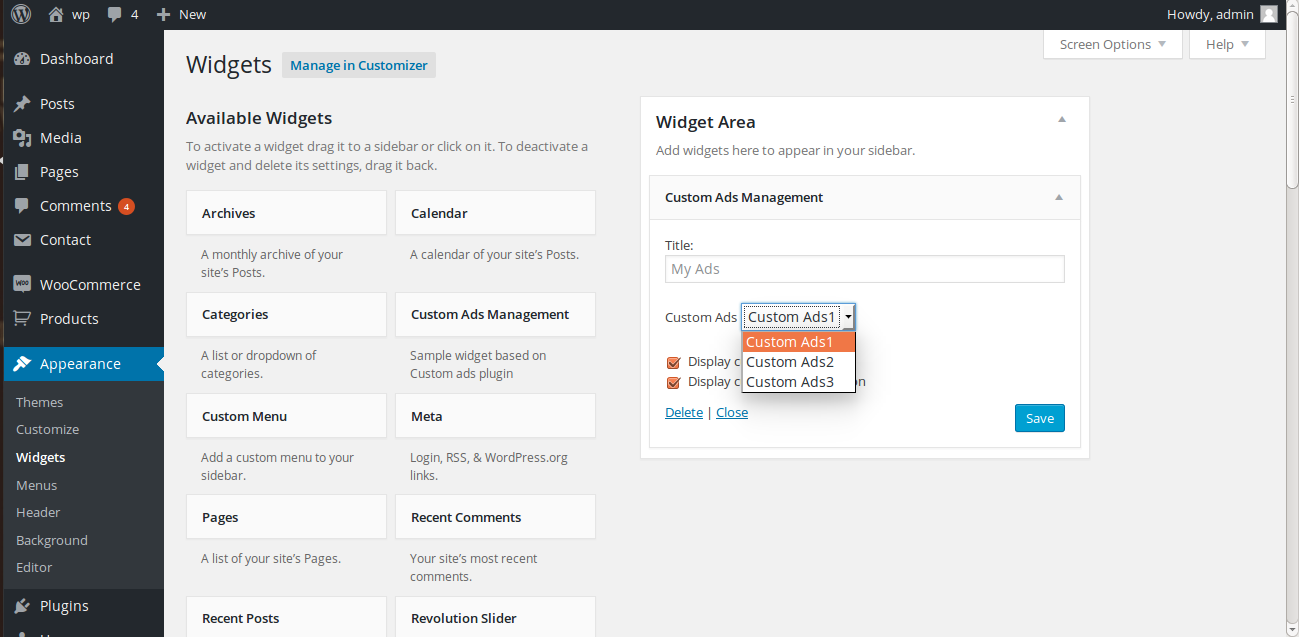 wp 4 New Howdy, admin
Dashboard
Posts
Media
Pages
Comments 4
Contact
WOO WooCommerce
Products
Appearance
Themes
Customize
Widgets
Menus
Header
Background
Editor
Plugins
Screen Options Help
Widgets Manage in Customizer
Available Widgets
To activate a widget drag it to a sidebar or click on it. To deactivate a
widget and delete its settings, drag it back.
Archives
A monthly archive of your
site's Posts.
Calendar
A calendar of your site's Posts.
Categories
A list or dropdown of
categories.
Custom Ads Management
Sample widget based on
Custom ads plugin
Custom Menu
Add a custom menu to your
sidebar.
Meta
Login, RSS, & WordPress.org
links.
Pages
A list of your site's Pages.
Recent Comments
Your site's most recent
comments.
Recent Posts
Revolution Slider
Widget Area
Add widgets here to appear in your sidebar.
Custom Ads Management
Title:
My Ads
Custom Ads Custom Ads1
Custom Ads1
Custom Ads2
Custom Ads3
Display
Display
Delete | Close
Save